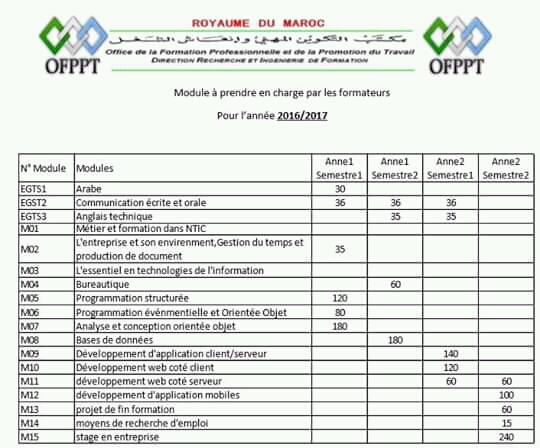 ROYAUME DU MAROC
مكتب التكوين المهني وإنعاش الشغل
Office de la Formation Professionnelle et de la Promotion du Travail
DIRECTION RECHERCHE ET INGENIERIE DE FORMATION
OFPPT
OFPPT
Module à prendre en charge par les formateurs
Pour l'année 2016/2017
N° Module Modules Anne1 Semestre1 Anne1 Semestre2 Anne2 Semestre1 Anne2 Semestre2
EGTS1 Arabe 30
EGST2 Communication écrite et orale 36 36 36
EGTS3 Anglais technique 35 35
M01 Métier et formation dans NTIC
M02 L'entreprise et son envirenment,Gestion du temps et
production de document 35
M03 L'essentiel en technologies de l'information
M04 Bureautique 60
M05 Programmation structurée 120
M06 Programmation événmentielle et Orientée Objet 80
M07 Analyse et conception orientée objet 180
M08 Bases de données 180
M09 Développement d'application client/serveur 140
M10 Développement web coté client 120
M11 développement web coté serveur 60 60
M12 développement d'application mobiles 100
M13 projet de fin formation 60
M14 moyens de recherche d'emploi 15
M15 stage en entreprise 240